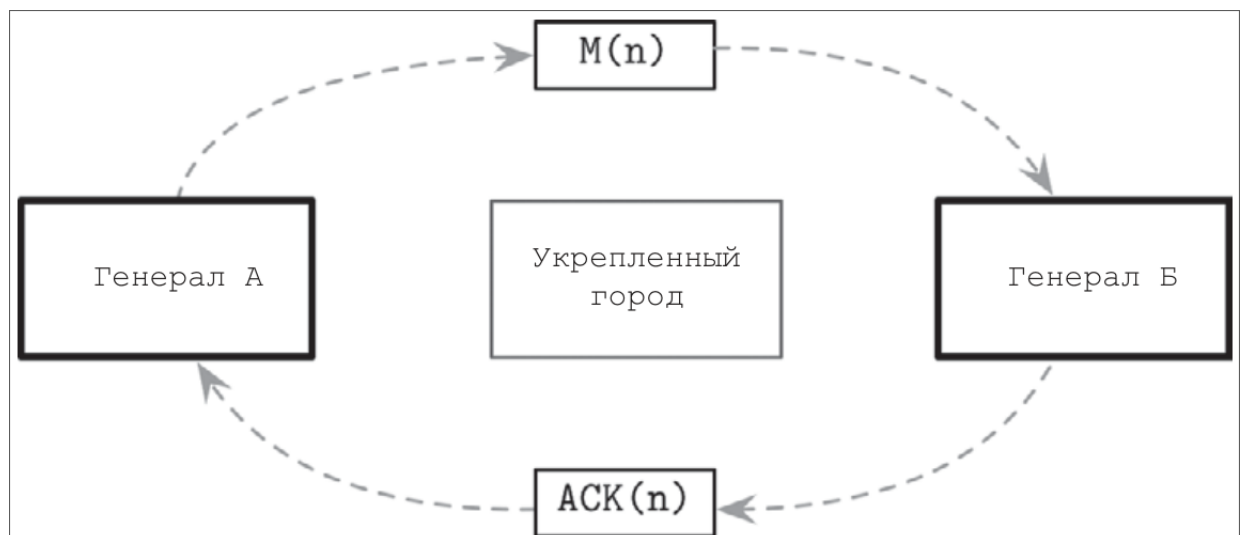 M(n)
Генерал А
Укрепленный
город
Генерал Б
ACK(n)